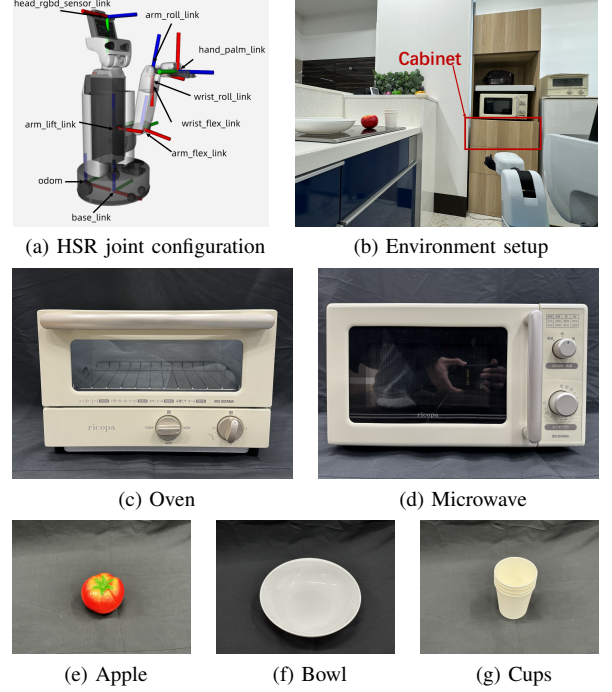 head_rgbd_sensor_link
arm_roll_link
hand_palm_link
wrist_roll_link
arm_lift_link
wrist_flex_link
arm_flex_link
odom
base_link
Cabinet
(a) HSR joint configuration
(b) Environment setup
ricopa
ricopa
(c) Oven
(d) Microwave
(e) Apple
(f) Bowl
(g) Cups